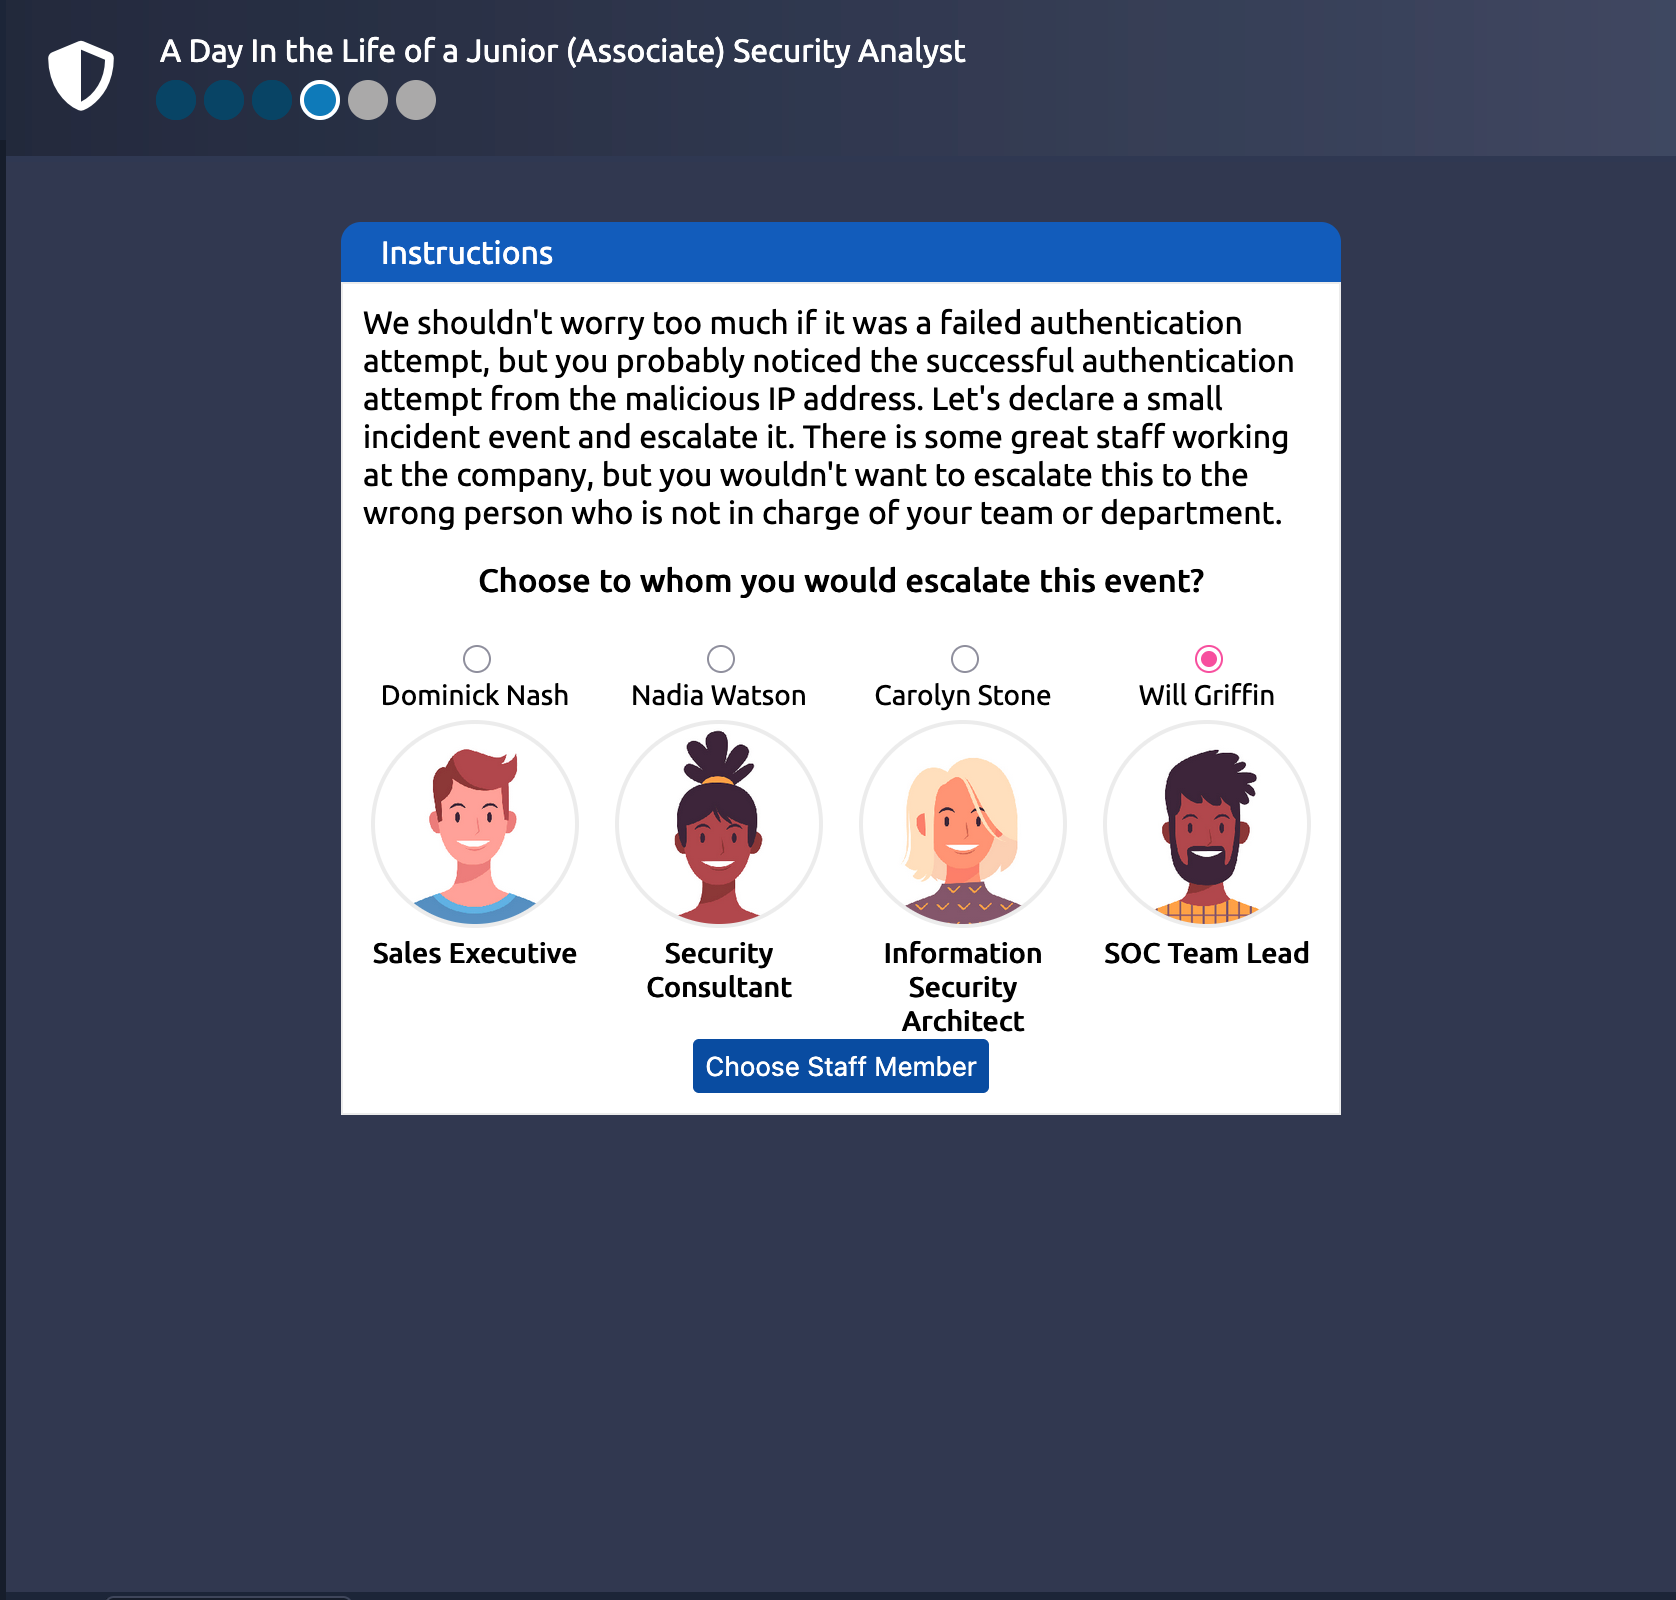 A Day In the Life of a Junior (Associate) Security Analyst
Instructions
We shouldn't worry too much if it was a failed authentication
attempt, but you probably noticed the successful authentication
attempt from the malicious IP address. Let's declare a small
incident event and escalate it. There is some great staff working
at the company, but you wouldn't want to escalate this to the
wrong person who is not in charge of your team or department.
Choose to whom you would escalate this event?
Dominick Nash
Nadia Watson
Carolyn Stone
Will Griffin
Sales Executive
Security
Consultant
Information
Security
Architect
SOC Team Lead
Choose Staff Member